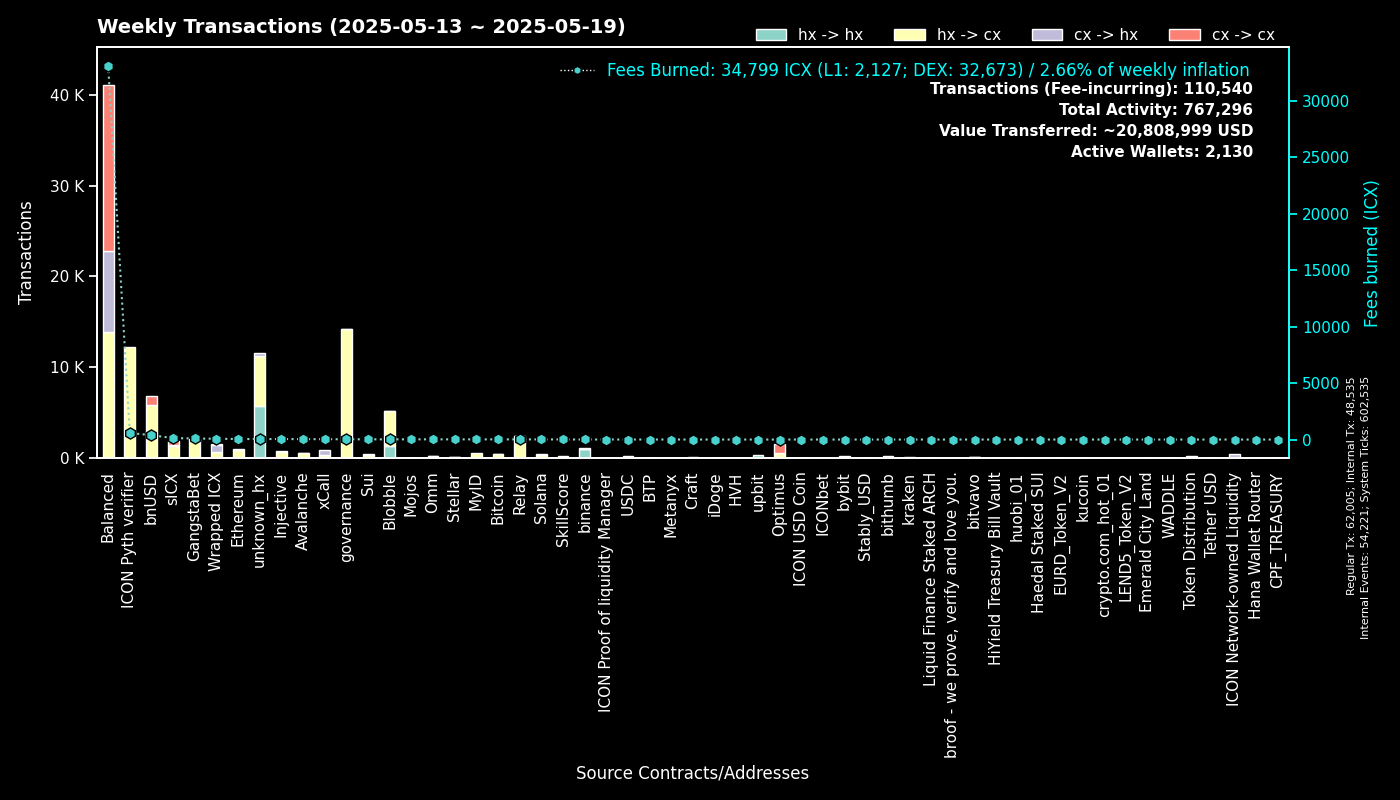 Weekly Transactions (2025-05-13 ~ 2025-05-19)
hx -> hx
hx -> cx
cx -> hx
cx -> cx
Fees Burned: 34,799 ICX (L1: 2,127; DEX: 32,673) / 2.66% of weekly inflation
Transactions (Fee-incurring): 110,540
Total Activity: 767,296
Value Transferred: ~20,808,999 USD
Active Wallets: 2,130
Transactions
40 K
30 K
20 K
10 K
0 K
30000
25000
20000
15000
10000
5000
0
Fees burned (ICX)
Regular Tx: 62,005; Internal Tx: 48,535
Internal Events: 54,221; System Ticks: 602,535
Balanced
ICON Pyth verifier
bnUSD
sICX
GangstaBet
Wrapped ICX
Ethereum
unknown_hx
Injective
Avalanche
xCall
governance
Sui
Blobble
Mojos
Omm
Stellar
MyID
Bitcoin
Relay
Solana
SkillScore
binance
ICON Proof of liquidity Manager
USDC
BTP
Metanyx
Craft
iDoge
HVH
upbit
Optimus
ICON USD Coin
ICONbet
bybit
Stably_USD
bithumb
kraken
Liquid Finance Staked ARCH
broof - we prove, verify and love you.
bitvavo
HiYield Treasury Bill Vault
huobi_01
Haedal Staked SUI
EURD_Token_V2
kucoin
crypto.com_hot_01
LEND5_Token_V2
Emerald City Land
WADDLE
Token Distribution
Tether USD
ICON Network-owned Liquidity
Hana Wallet Router
CPF_TREASURY
Source Contracts/Addresses